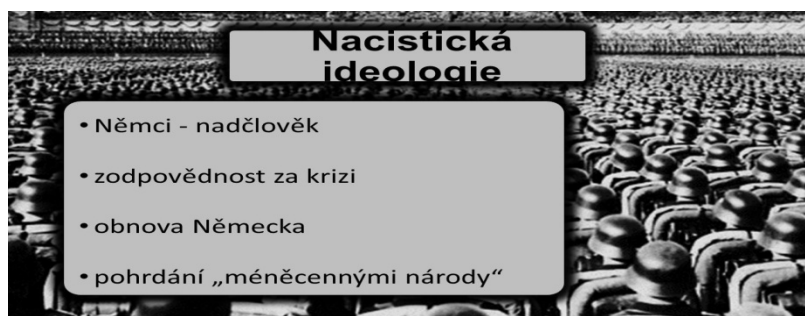 Nacistická
ideologie
• Němci - nadčlověk
• zodpovědnost za krizi
• obnova Německa
• pohrdání „méněcennými národy“